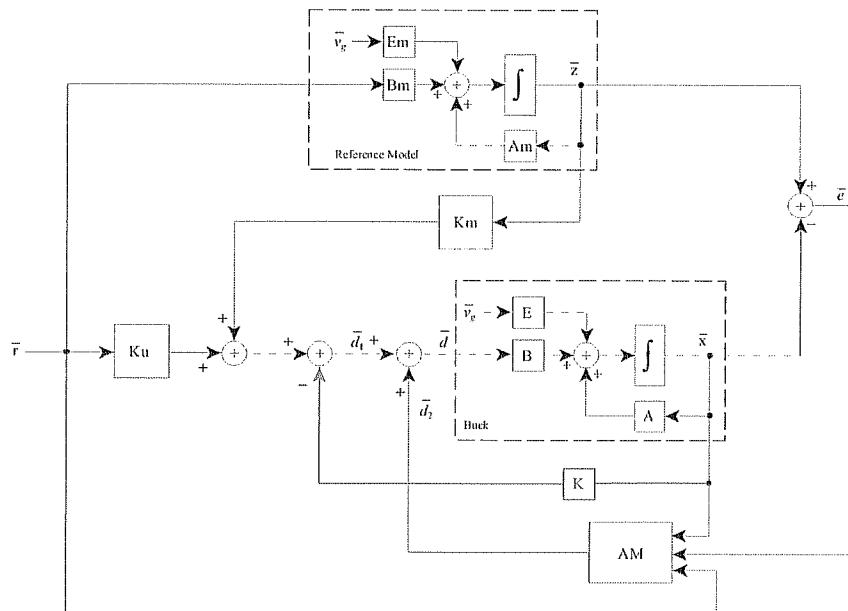 v̄g
Em
Bm
+
+
∫
z̄
Am
Reference Model
Km
+
+
−
ē
r̄
Ku
+
+
+
−
d̄1
+
+
d̄2
d̄
v̄g
E
B
+
+
∫
x̄
A
Buck
K
AM